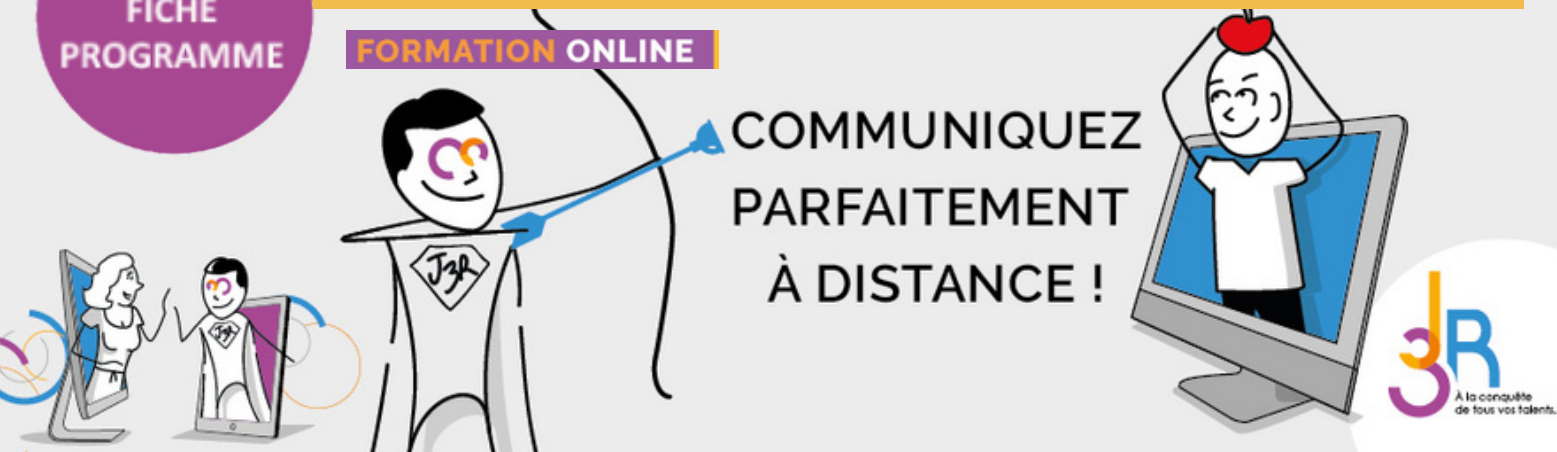 FICHE
PROGRAMME
FORMATION ONLINE
COMMUNIQUEZ
PARFAITEMENT
À DISTANCE !
J3R
J3R
J3R
À la conquête
de tous vos talents.